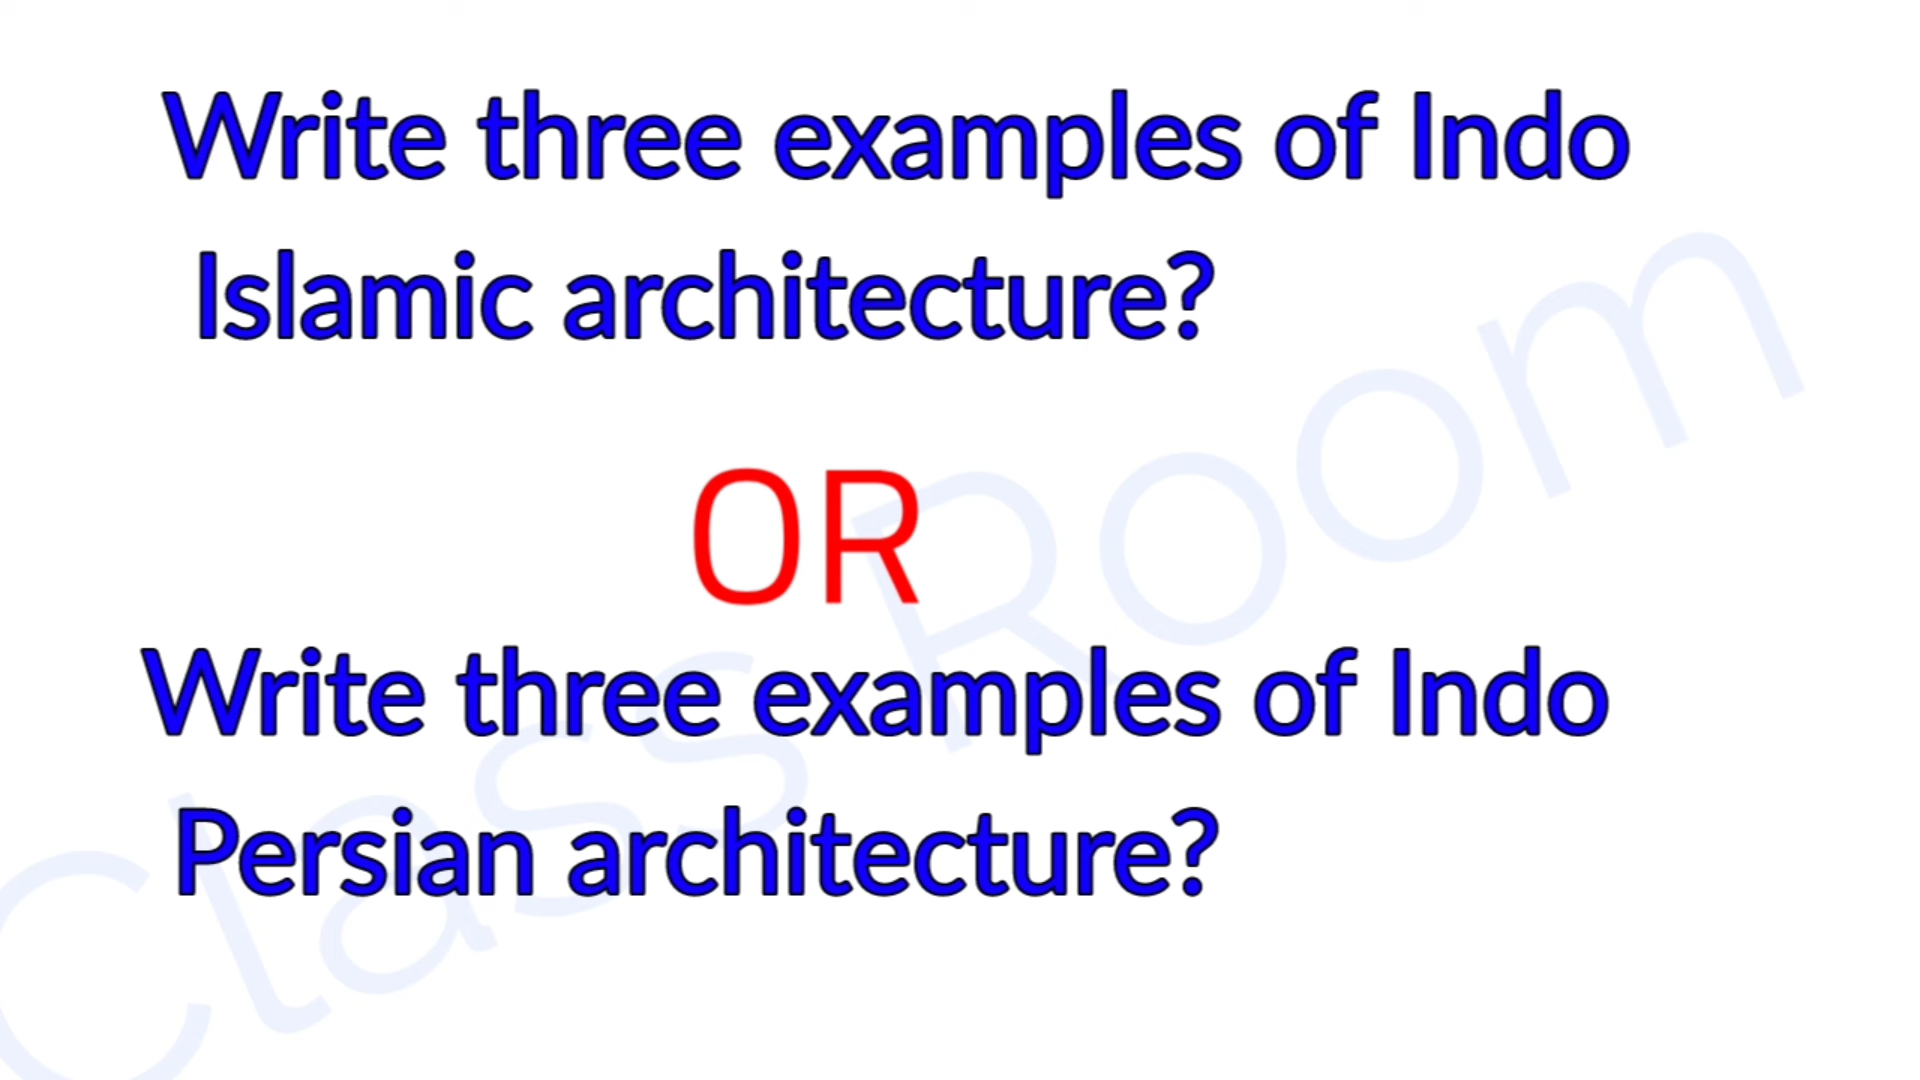 Write three examples of Indo
Islamic architecture?
OR
Write three examples of Indo
Persian architecture?
Class Room